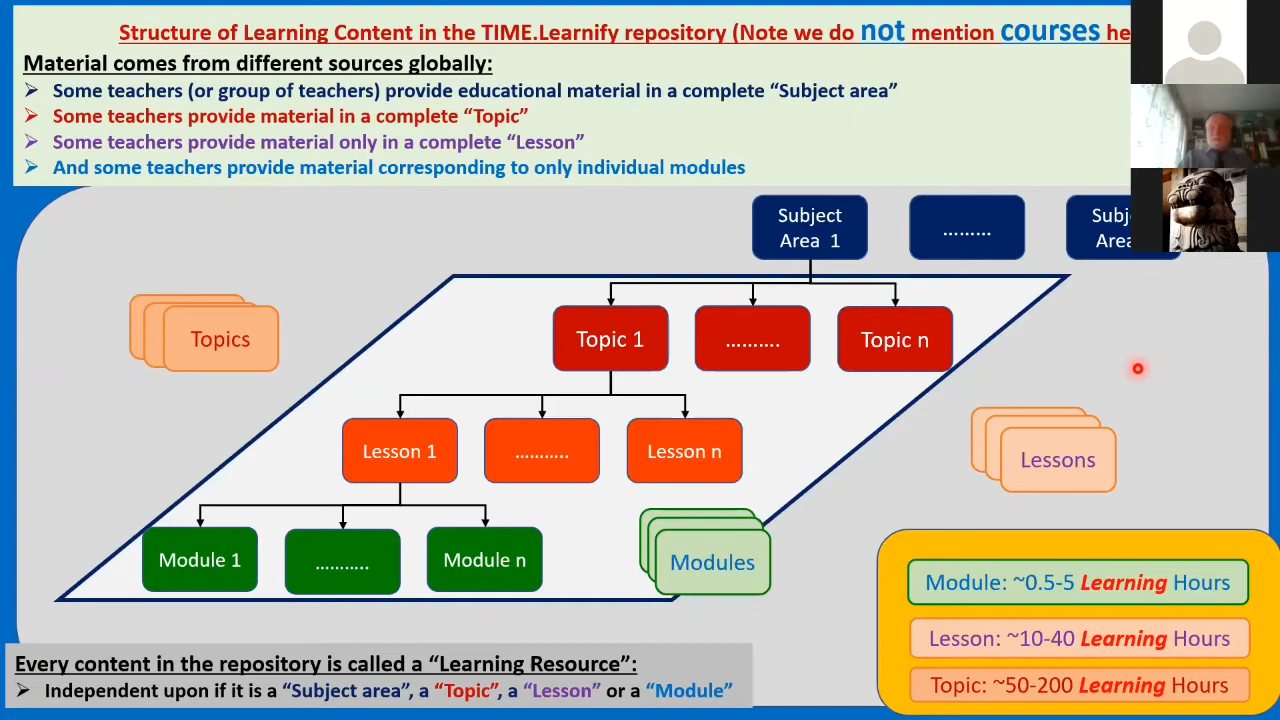 Structure of Learning Content in the TIME.Learnify repository (Note we do not mention courses he
Material comes from different sources globally:
Some teachers (or group of teachers) provide educational material in a complete “Subject area”
Some teachers provide material in a complete “Topic”
Some teachers provide material only in a complete “Lesson”
And some teachers provide material corresponding to only individual modules
Subject
Area 1
………
Subj
Area
Topics
Topic 1
……….
Topic n
Lesson 1
………..
Lesson n
Lessons
Module 1
………..
Module n
Modules
Module: ~0.5-5 Learning Hours
Lesson: ~10-40 Learning Hours
Topic: ~50-200 Learning Hours
Every content in the repository is called a “Learning Resource”:
Independent upon if it is a “Subject area”, a “Topic”, a “Lesson” or a “Module”